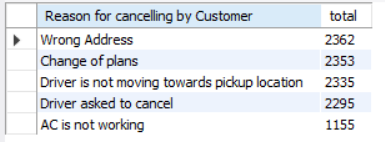 Reason for cancelling by Customer total
Wrong Address 2362
Change of plans 2353
Driver is not moving towards pickup location 2335
Driver asked to cancel 2295
AC is not working 1155